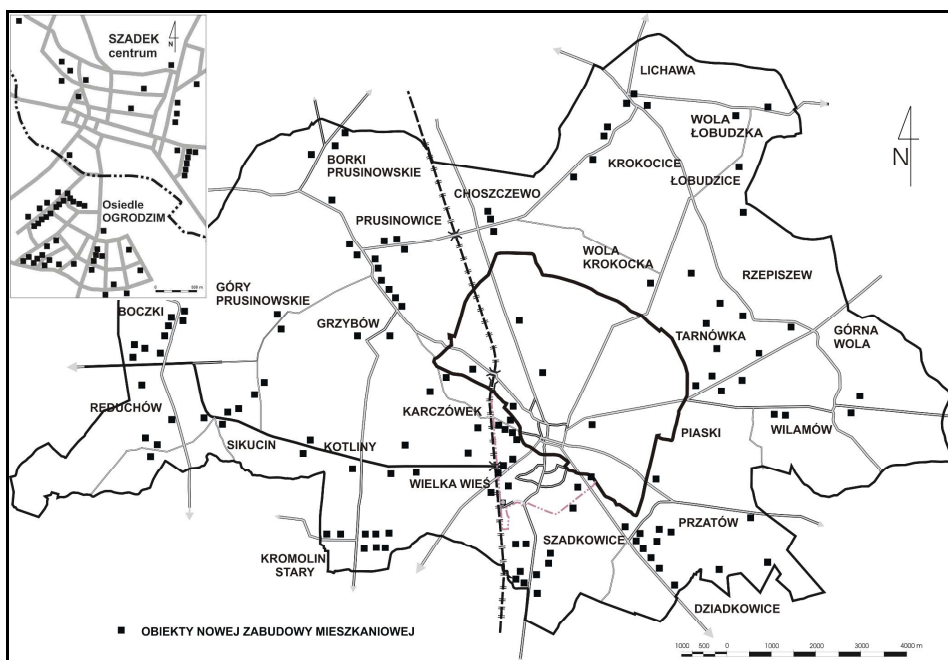 SZADEK
centrum
N
Osiedle
OGRODZIM
0 500 m
LICHAWA
WOLA
ŁOBUDZKA
N
BORKI
PRUSINOWSKIE
KROKOCICE
ŁOBUDZICE
CHOSZCZEWO
PRUSINOWICE
WOLA
KROKOCKA
RZEPISZEW
GÓRY
PRUSINOWSKIE
BOCZKI
GRZYBÓW
TARNÓWKA
GÓRNA
WOLA
REDUCHÓW
KARCZÓWEK
PIASKI
WILAMÓW
SIKUCIN
KOTLINY
WIELKA WIEŚ
PRZATÓW
SZADKOWICE
KROMOLIN
STARY
DZIADKOWICE
OBIEKTY NOWEJ ZABUDOWY MIESZKANIOWEJ
1000 500 0 1000 2000 3000 4000 m